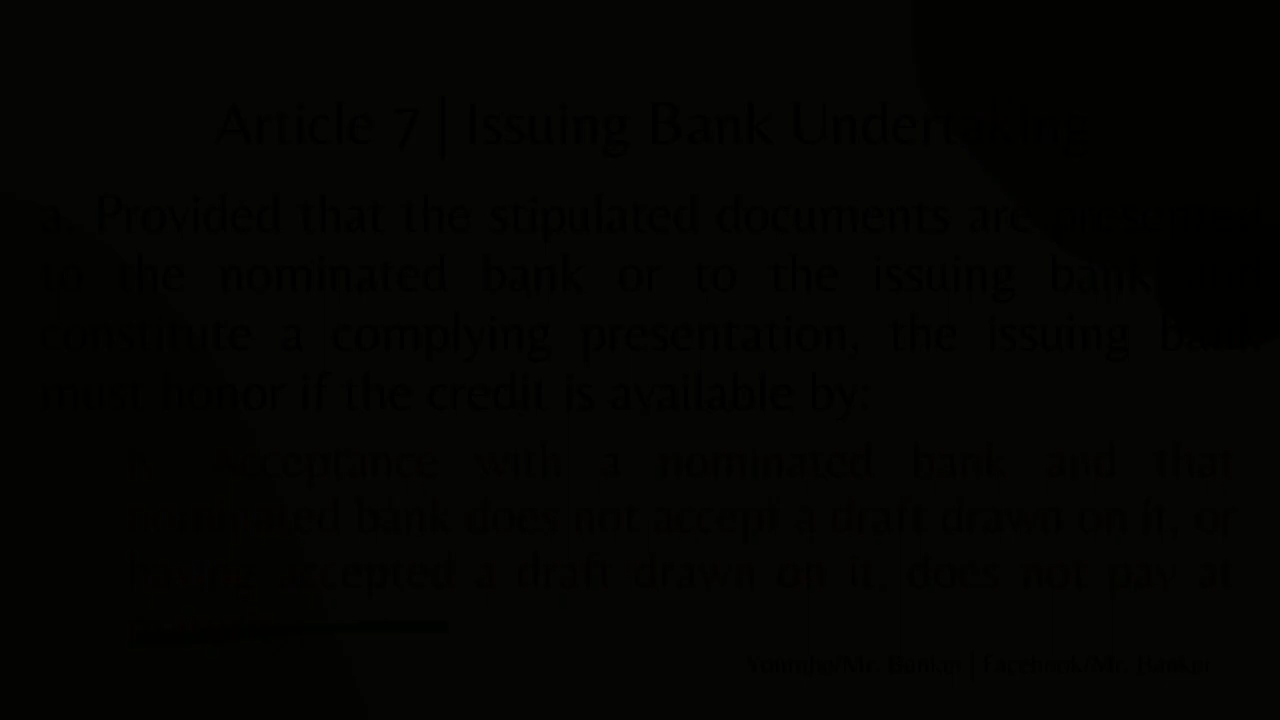 Article 7 | Issuing Bank Undertaking
a. Provided that the stipulated documents are presented
to the nominated bank or to the issuing bank and
constitute a complying presentation, the issuing bank
must honor if the credit is available by:
Acceptance with a nominated bank and that
nominated bank does not accept a draft drawn on it, or
having accepted a draft drawn on it, does not pay at
Youtube/Mr. Banker | Facebook/Mr. Banker